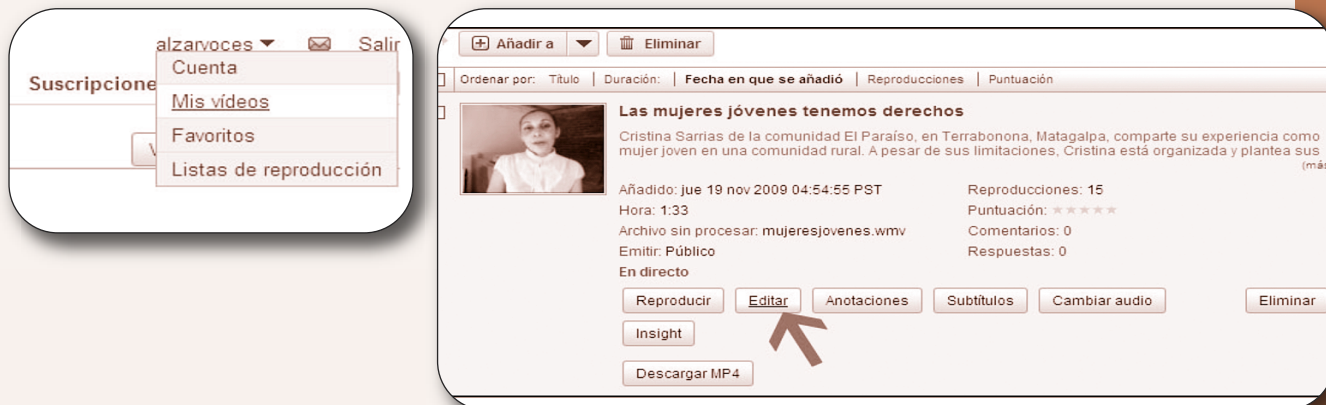 alzarvoces Salir
Suscripcione
Cuenta
Mis vídeos
Favoritos
Listas de reproducción
Añadir a Eliminar
Ordenar por: Título | Duración: | Fecha en que se añadió | Reproducciones | Puntuación
Las mujeres jóvenes tenemos derechos
Cristina Sarrias de la comunidad El Paraíso, en Terrabonona, Matagalpa, comparte su experiencia como
mujer joven en una comunidad rural. A pesar de sus limitaciones, Cristina está organizada y plantea sus
(más
Añadido: jue 19 nov 2009 04:54:55 PST
Reproducciones: 15
Hora: 1:33
Puntuación:
Archivo sin procesar: mujeresjovenes.wmv
Comentarios: 0
Emitir: Público
Respuestas: 0
En directo
Reproducir Editar Anotaciones Subtítulos Cambiar audio Eliminar
Insight
Descargar MP4